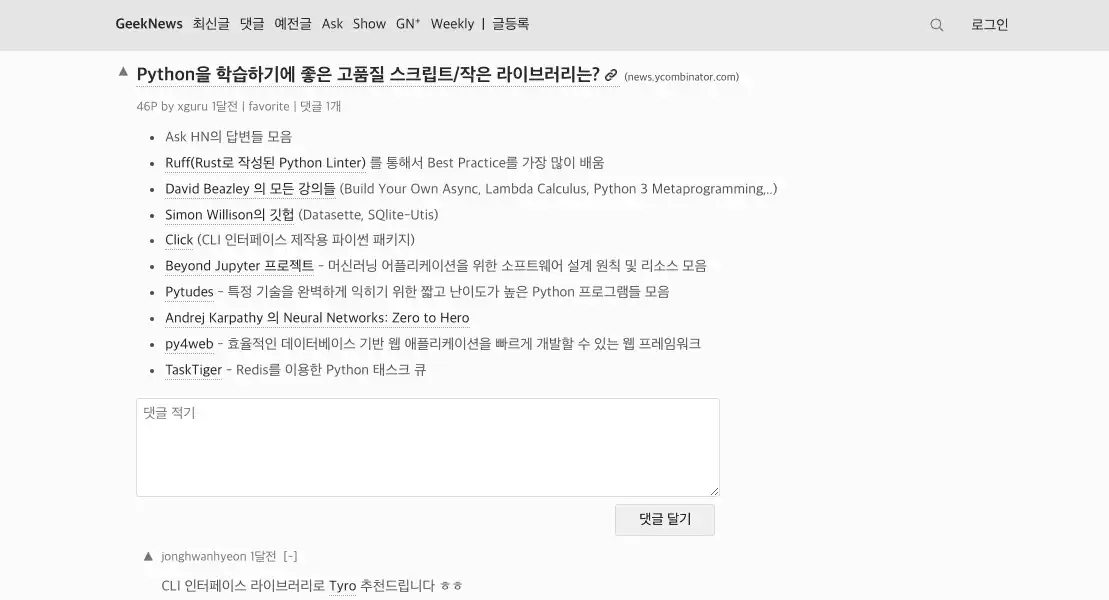 GeekNews 최신글 댓글 예전글 Ask Show GN⁺ Weekly | 글등록 로그인
▲ Python을 학습하기에 좋은 고품질 스크립트/작은 라이브러리는? (news.ycombinator.com)
46P by xguru 1달전 | favorite | 댓글 1개
• Ask HN의 답변들 모음
• Ruff(Rust로 작성된 Python Linter) 를 통해서 Best Practice를 가장 많이 배움
• David Beazley 의 모든 강의들 (Build Your Own Async, Lambda Calculus, Python 3 Metaprogramming,..)
• Simon Willison의 깃헙 (Datasette, SQlite-Utis)
• Click (CLI 인터페이스 제작용 파이썬 패키지)
• Beyond Jupyter 프로젝트 - 머신러닝 어플리케이션을 위한 소프트웨어 설계 원칙 및 리소스 모음
• Pytudes - 특정 기술을 완벽하게 익히기 위한 짧고 난이도가 높은 Python 프로그램들 모음
• Andrej Karpathy 의 Neural Networks: Zero to Hero
• py4web - 효율적인 데이터베이스 기반 웹 애플리케이션을 빠르게 개발할 수 있는 웹 프레임워크
• TaskTiger - Redis를 이용한 Python 태스크 큐
댓글 적기
댓글 달기
▲ jonghwanhyeon 1달전 [-]
CLI 인터페이스 라이브러리로 Tyro 추천드립니다 ㅎㅎ